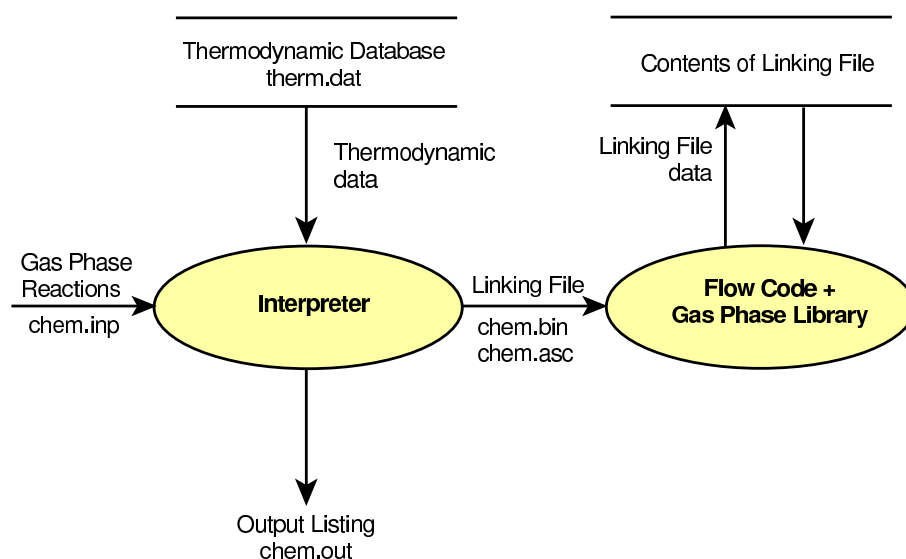 Thermodynamic Database
therm.dat
Contents of Linking File
Thermodynamic
data
Linking File
data
Gas Phase
Reactions
chem.inp
Interpreter
Linking File
chem.bin
chem.asc
Flow Code +
Gas Phase Library
Output Listing
chem.out